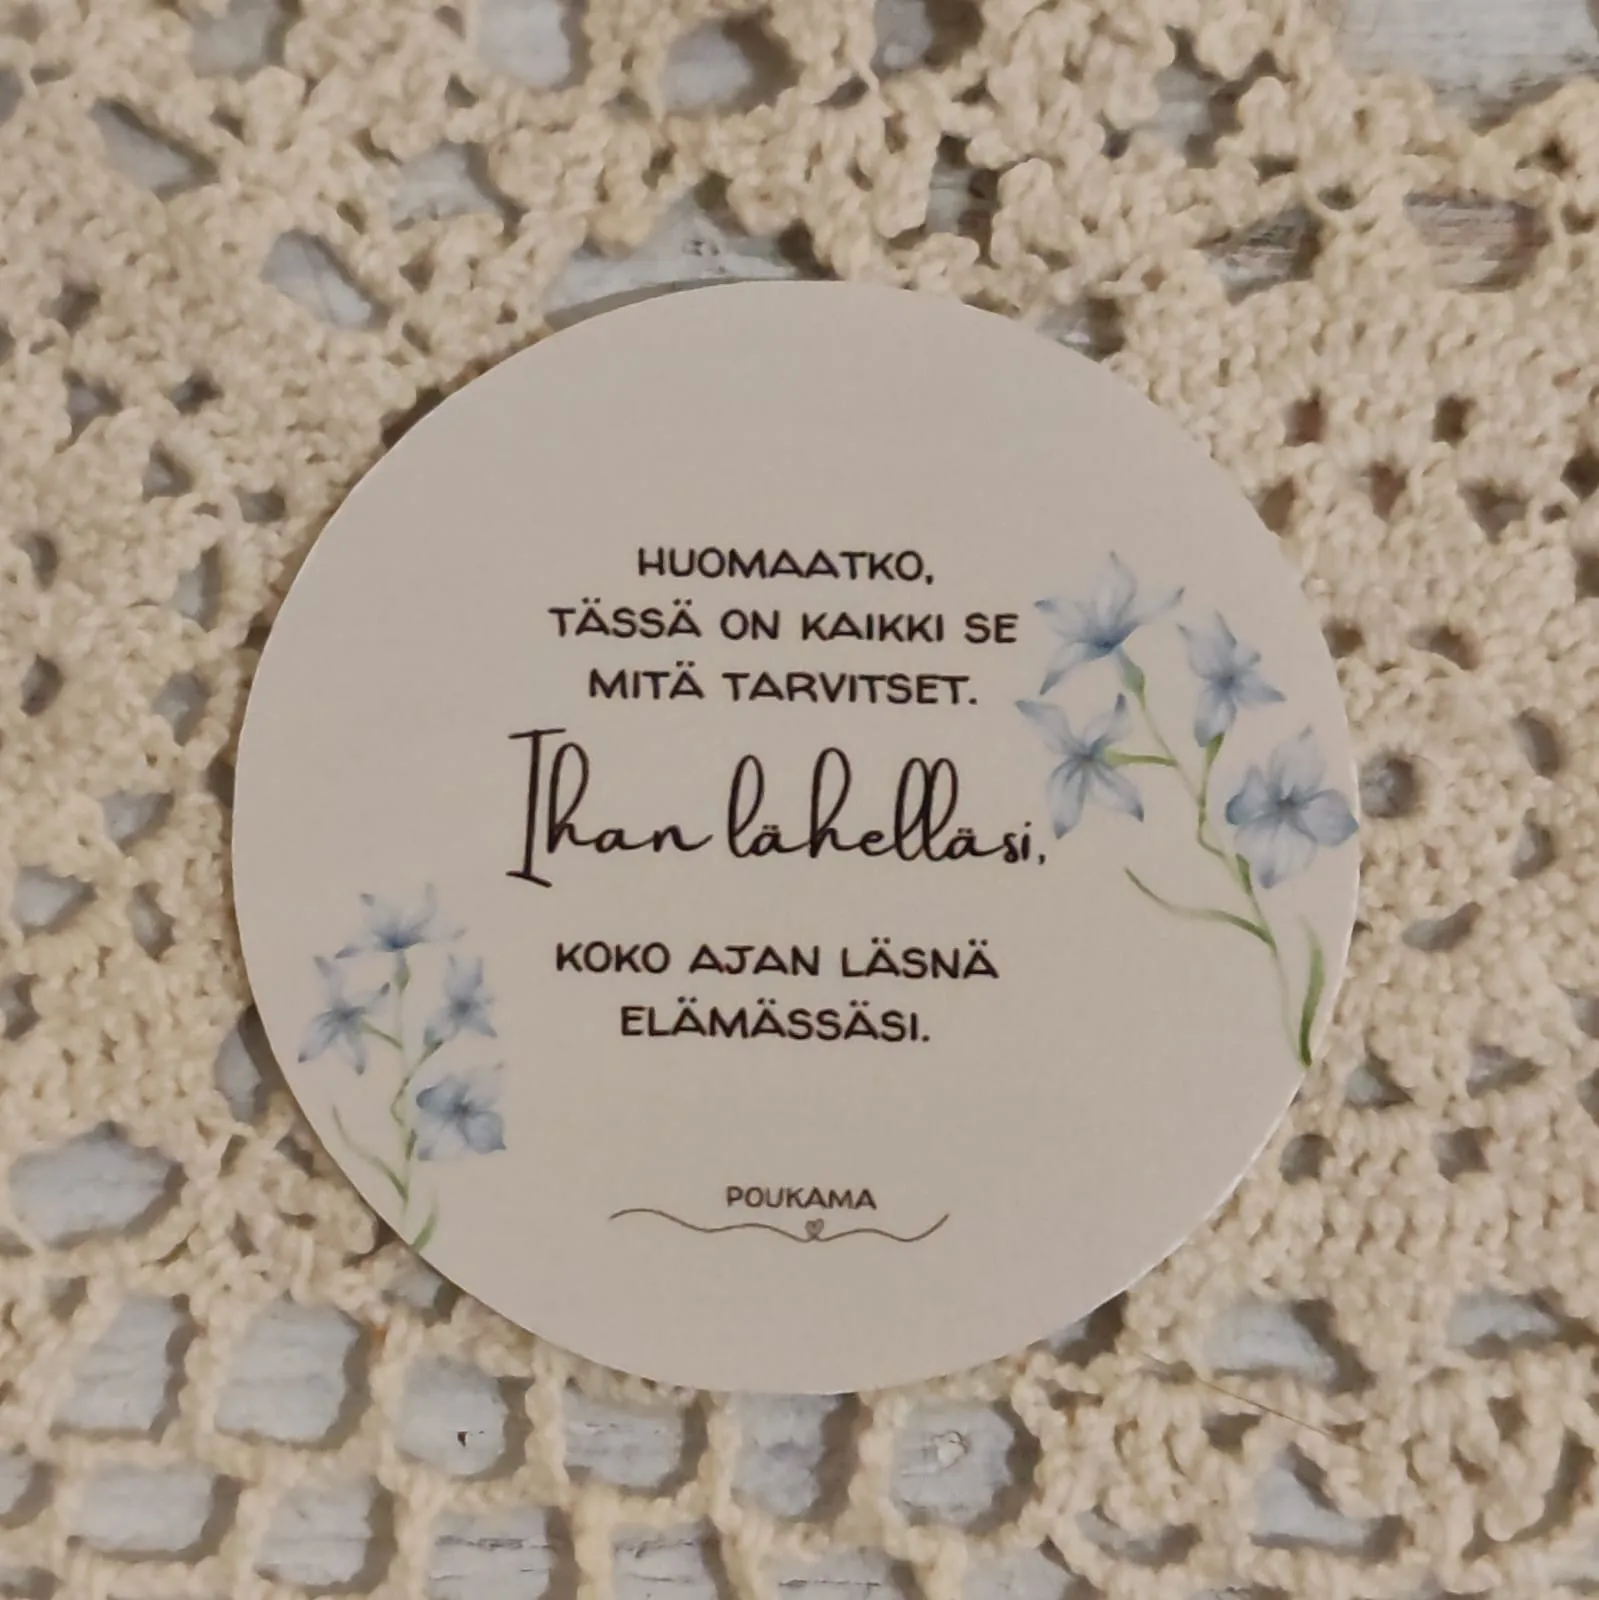 HUOMAATKO,
TÄSSÄ ON KAIKKI SE
MITÄ TARVITSET.
Ihan lähelläsi,
KOKO AJAN LÄSNÄ
ELÄMÄSSÄSI.
POUKAMA